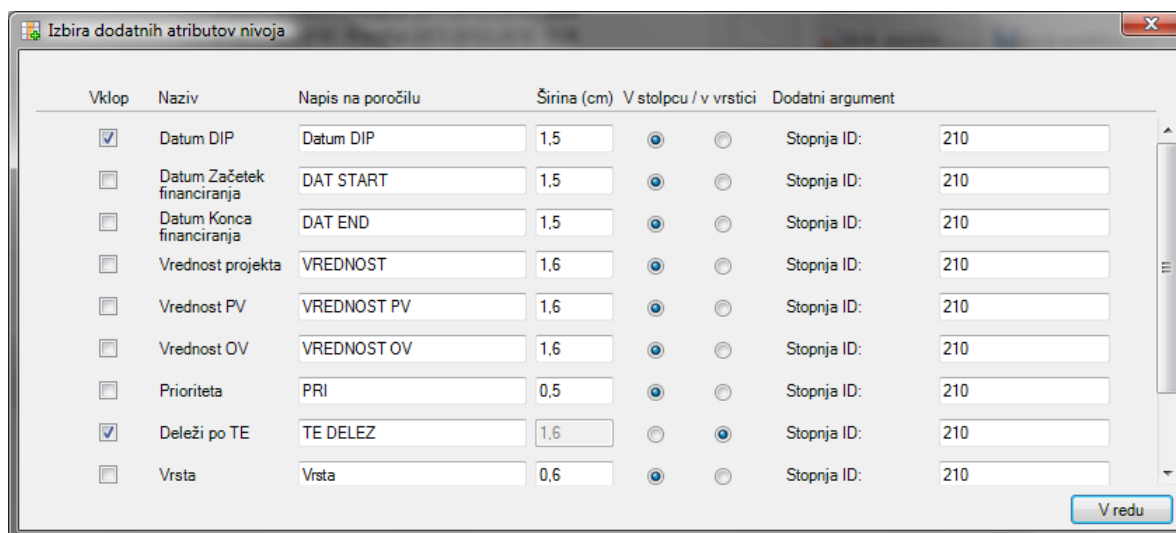 Izbira dodatnih atributov nivoja
Vklop Naziv Napis na poročilu Širina (cm) V stolpcu / v vrstici Dodatni argument
Datum DIP Datum DIP 1,5 Stopnja ID: 210
Datum Začetek
financiranja DAT START 1,5 Stopnja ID: 210
Datum Konca
financiranja DAT END 1,5 Stopnja ID: 210
Vrednost projekta VREDNOST 1,6 Stopnja ID: 210
Vrednost PV VREDNOST PV 1,6 Stopnja ID: 210
Vrednost OV VREDNOST OV 1,6 Stopnja ID: 210
Prioriteta PRI 0,5 Stopnja ID: 210
Deleži po TE TE DELEZ 1,6 Stopnja ID: 210
Vrsta Vrsta 0,6 Stopnja ID: 210
V redu